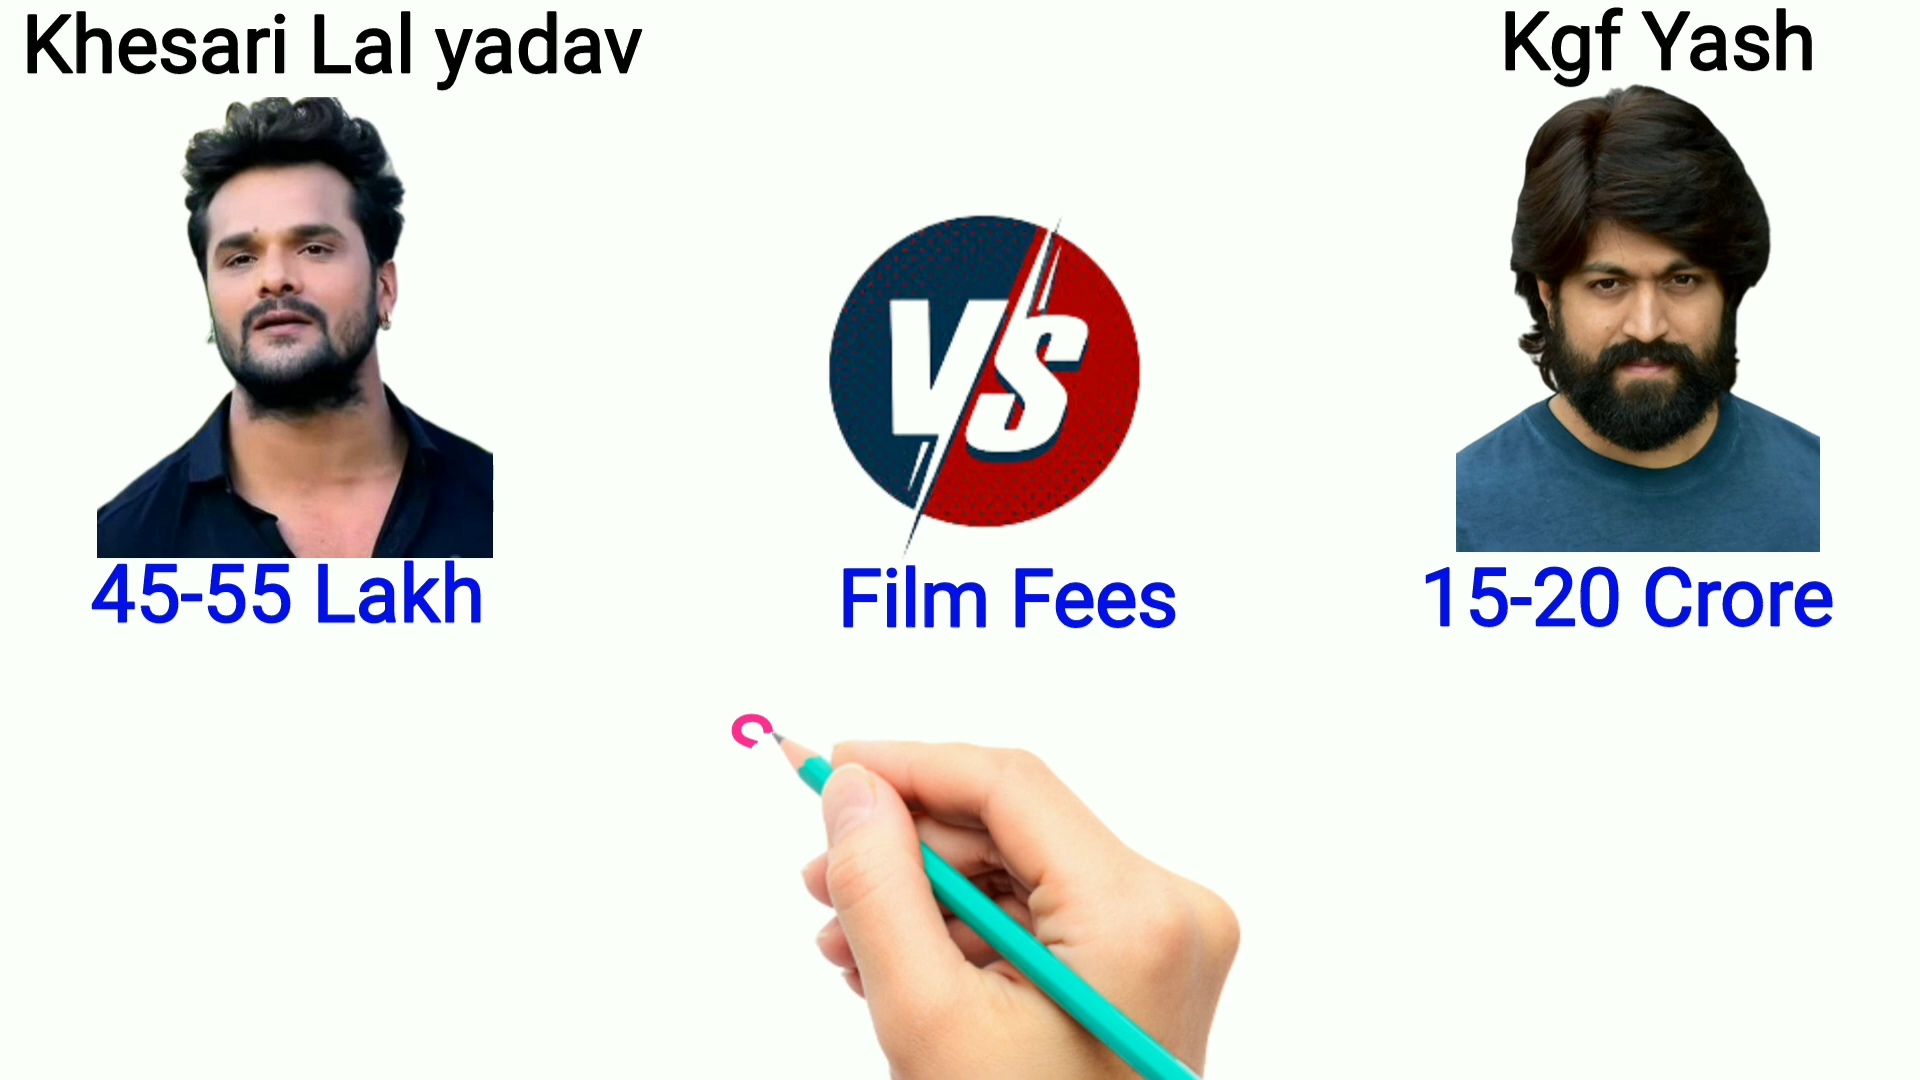 Khesari Lal yadav
Kgf Yash
VS
45-55 Lakh
Film Fees
15-20 Crore